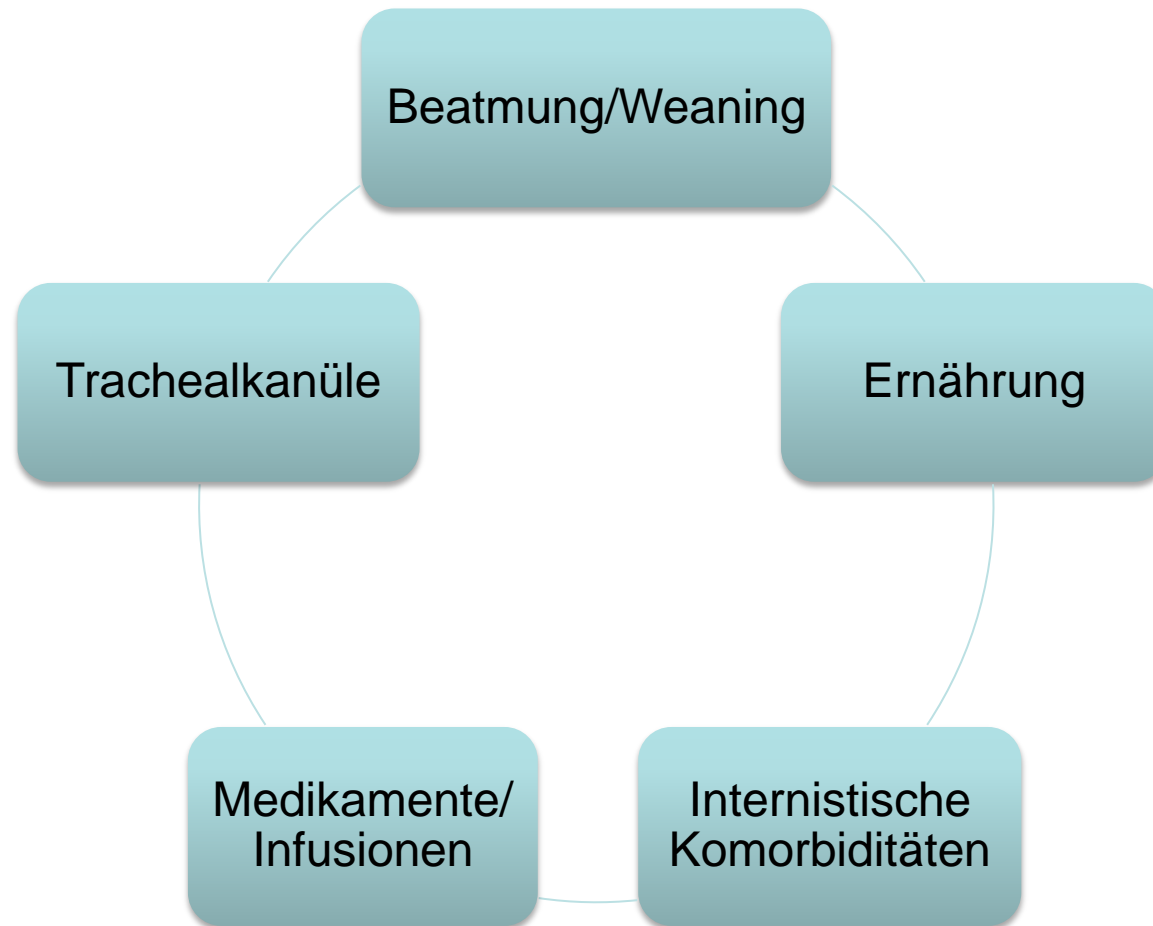 Beatmung/Weaning
Trachealkanüle
Ernährung
Medikamente/
Infusionen
Internistische
Komorbiditäten